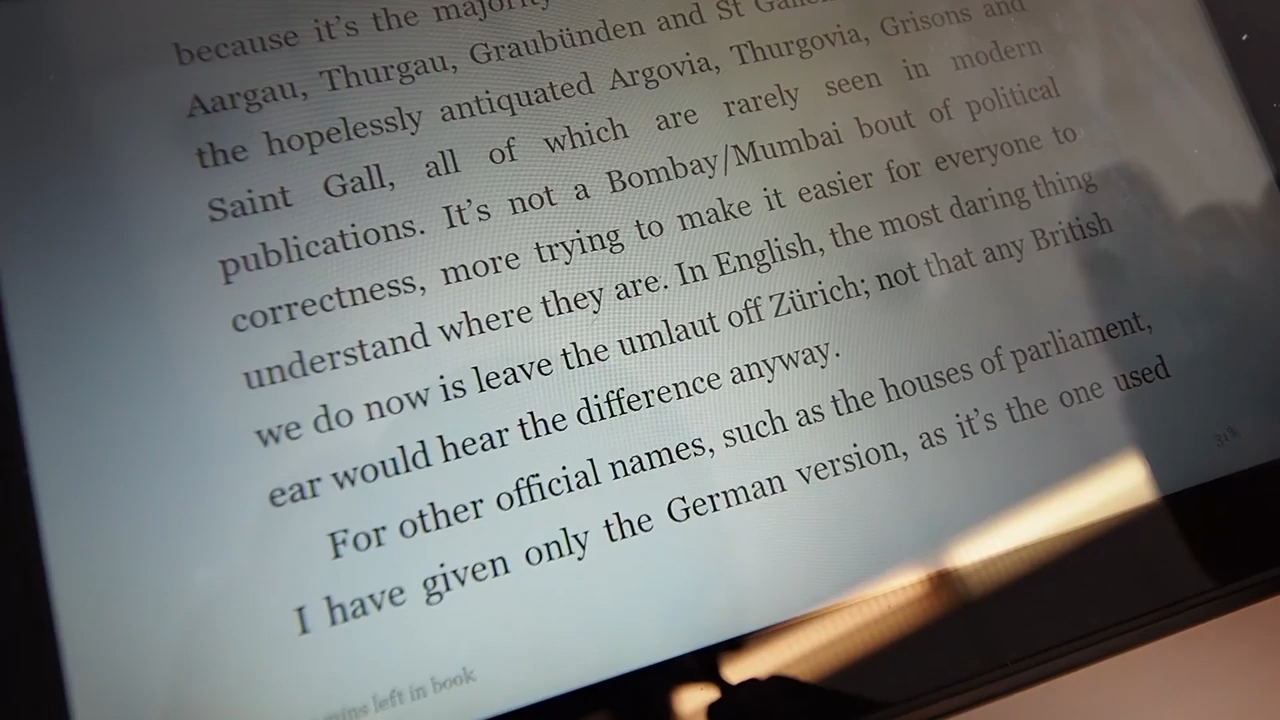 because it's the majority
Aargau, Thurgau, Graubünden and St Gallen
the hopelessly antiquated Argovia, Thurgovia, Grisons and
Saint Gall, all of which are rarely seen in modern
publications. It's not a Bombay/Mumbai bout of political
correctness, more trying to make it easier for everyone to
understand where they are. In English, the most daring thing
we do now is leave the umlaut off Zürich; not that any British
ear would hear the difference anyway.
For other official names, such as the houses of parliament,
I have given only the German version, as it's the one used
mins left in book